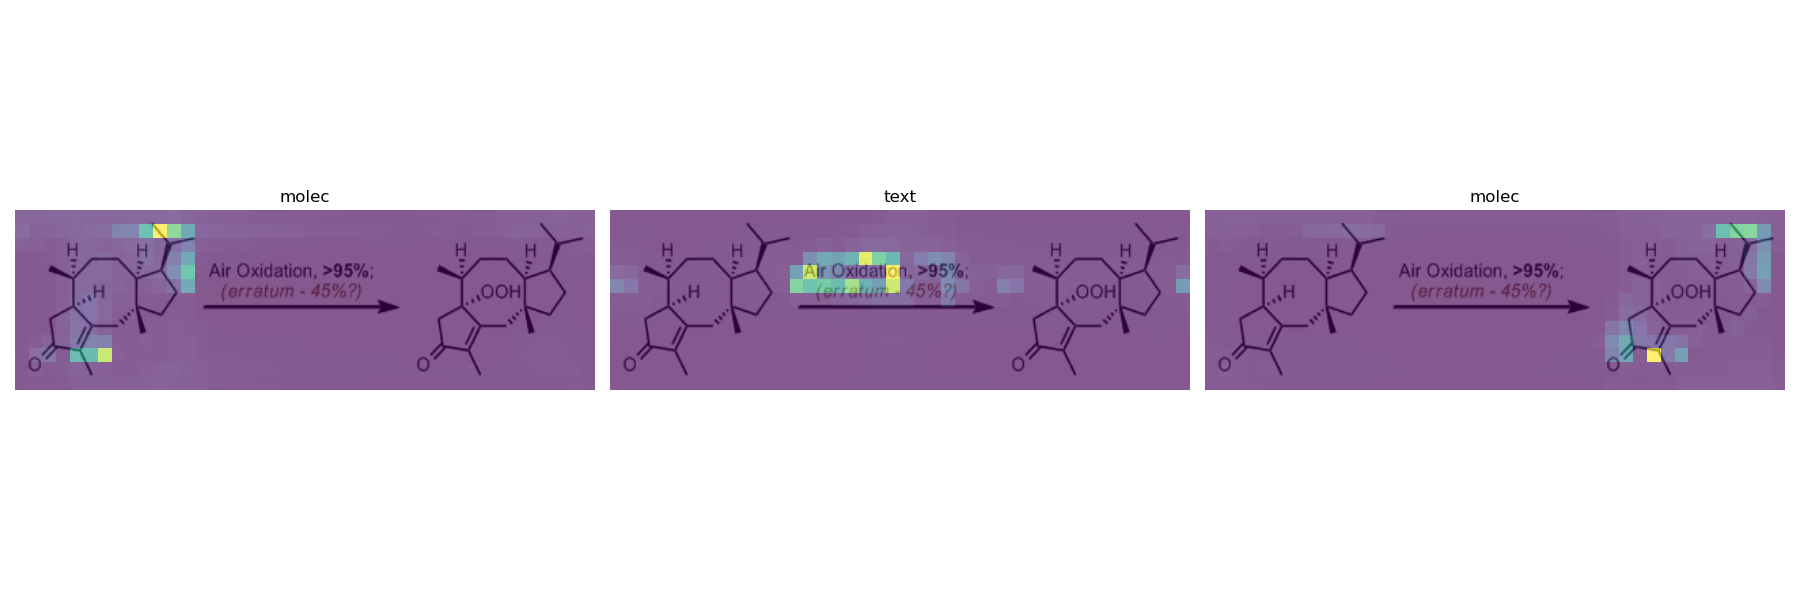 molec
H H
H
O
Air Oxidation, >95%;
(erratum - 45%?)
H H
OOH
O
text
H H
H
O
Air Oxidation, >95%;
(erratum - 45%?)
H H
OOH
O
molec
H H
H
O
Air Oxidation, >95%;
(erratum - 45%?)
H H
OOH
O